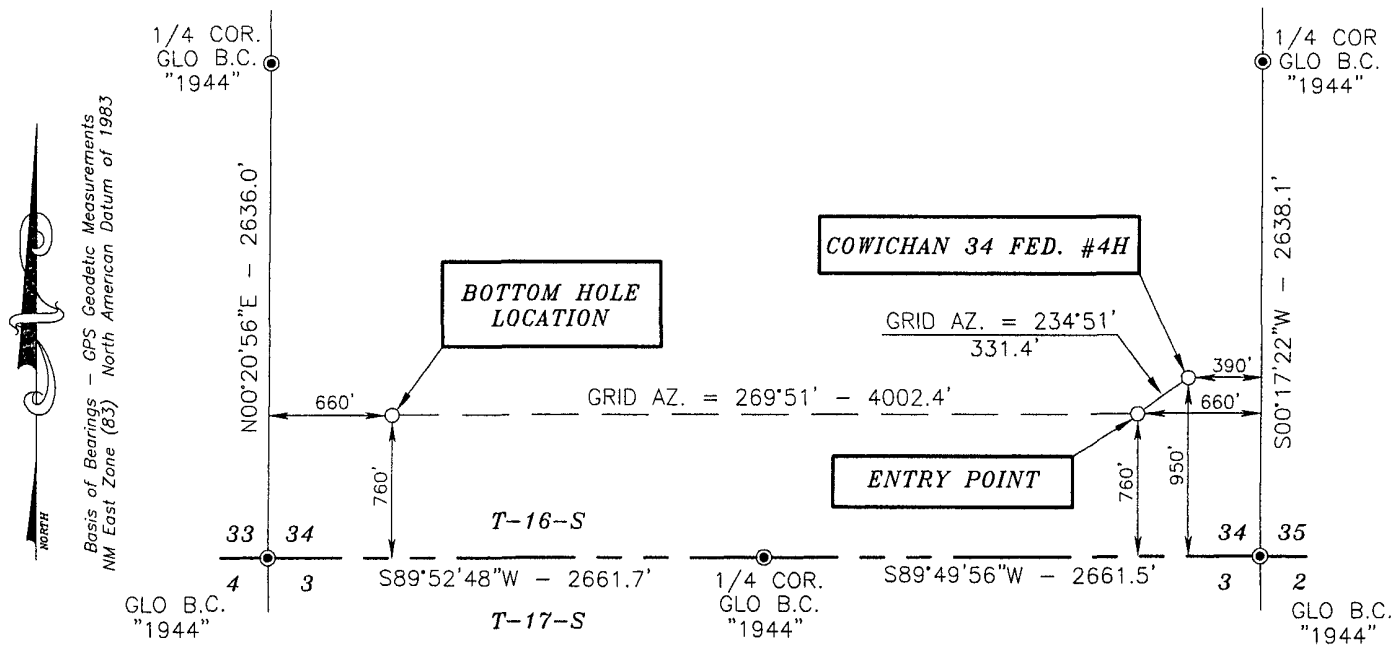 1/4 COR.
GLO B.C.
"1944"
1/4 COR
GLO B.C.
"1944"
Basis of Bearings - GPS Geodetic Measurements
NM East Zone (83) North American Datum of 1983
NORTH
N00°20'56"E - 2636.0'
S00°17'22"W - 2638.1'
COWICHAN 34 FED. #4H
BOTTOM HOLE
LOCATION
GRID AZ. = 234°51'
331.4'
390'
660'
GRID AZ. = 269°51' - 4002.4'
660'
ENTRY POINT
760'
760'
950'
T-16-S
33 34
34 35
S89°52'48"W - 2661.7'
S89°49'56"W - 2661.5'
4 3
3 2
1/4 COR.
GLO B.C.
"1944"
GLO B.C.
"1944"
T-17-S
GLO B.C.
"1944"